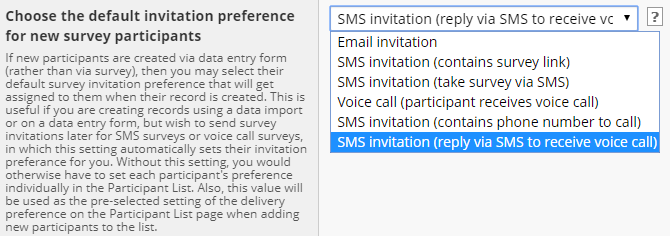 Choose the default invitation preference
for new survey participants
If new participants are created via data entry form
(rather than via survey), then you may select their
default survey invitation preference that will get
assigned to them when their record is created. This is
useful if you are creating records using a data import
or on a data entry form, but wish to send survey
invitations later for SMS surveys or voice call surveys,
in which this setting automatically sets their invitation
preferance for you. Without this setting, you would
otherwise have to set each participant's preference
individually in the Participant List. Also, this value will
be used as the pre-selected setting of the delivery
preference on the Participant List page when adding
new participants to the list.
SMS invitation (reply via SMS to receive vc
?
Email invitation
SMS invitation (contains survey link)
SMS invitation (take survey via SMS)
Voice call (participant receives voice call)
SMS invitation (contains phone number to call)
SMS invitation (reply via SMS to receive voice call)